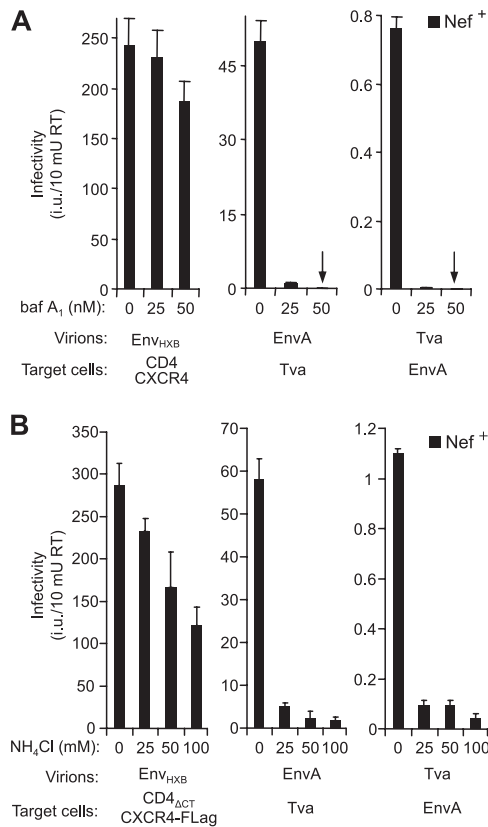 A
Nef +
Infectivity
(i.u./10 mU RT)
250
200
150
100
50
0
45
30
15
0
0.8
0.6
0.4
0.2
0
baf A1 (nM): 0 25 50 0 25 50 0 25 50
Virions: EnvHXB EnvA Tva
Target cells: CD4 Tva EnvA
CXCR4
B
Nef +
Infectivity
(i.u./10 mU RT)
350
300
250
200
150
100
50
0
70
60
50
40
30
20
10
0
1.2
1
0.8
0.6
0.4
0.2
0
NH4Cl (mM): 0 25 50 100 0 25 50 100 0 25 50 100
Virions: EnvHXB EnvA Tva
Target cells: CD4ΔCT Tva EnvA
CXCR4-FLag